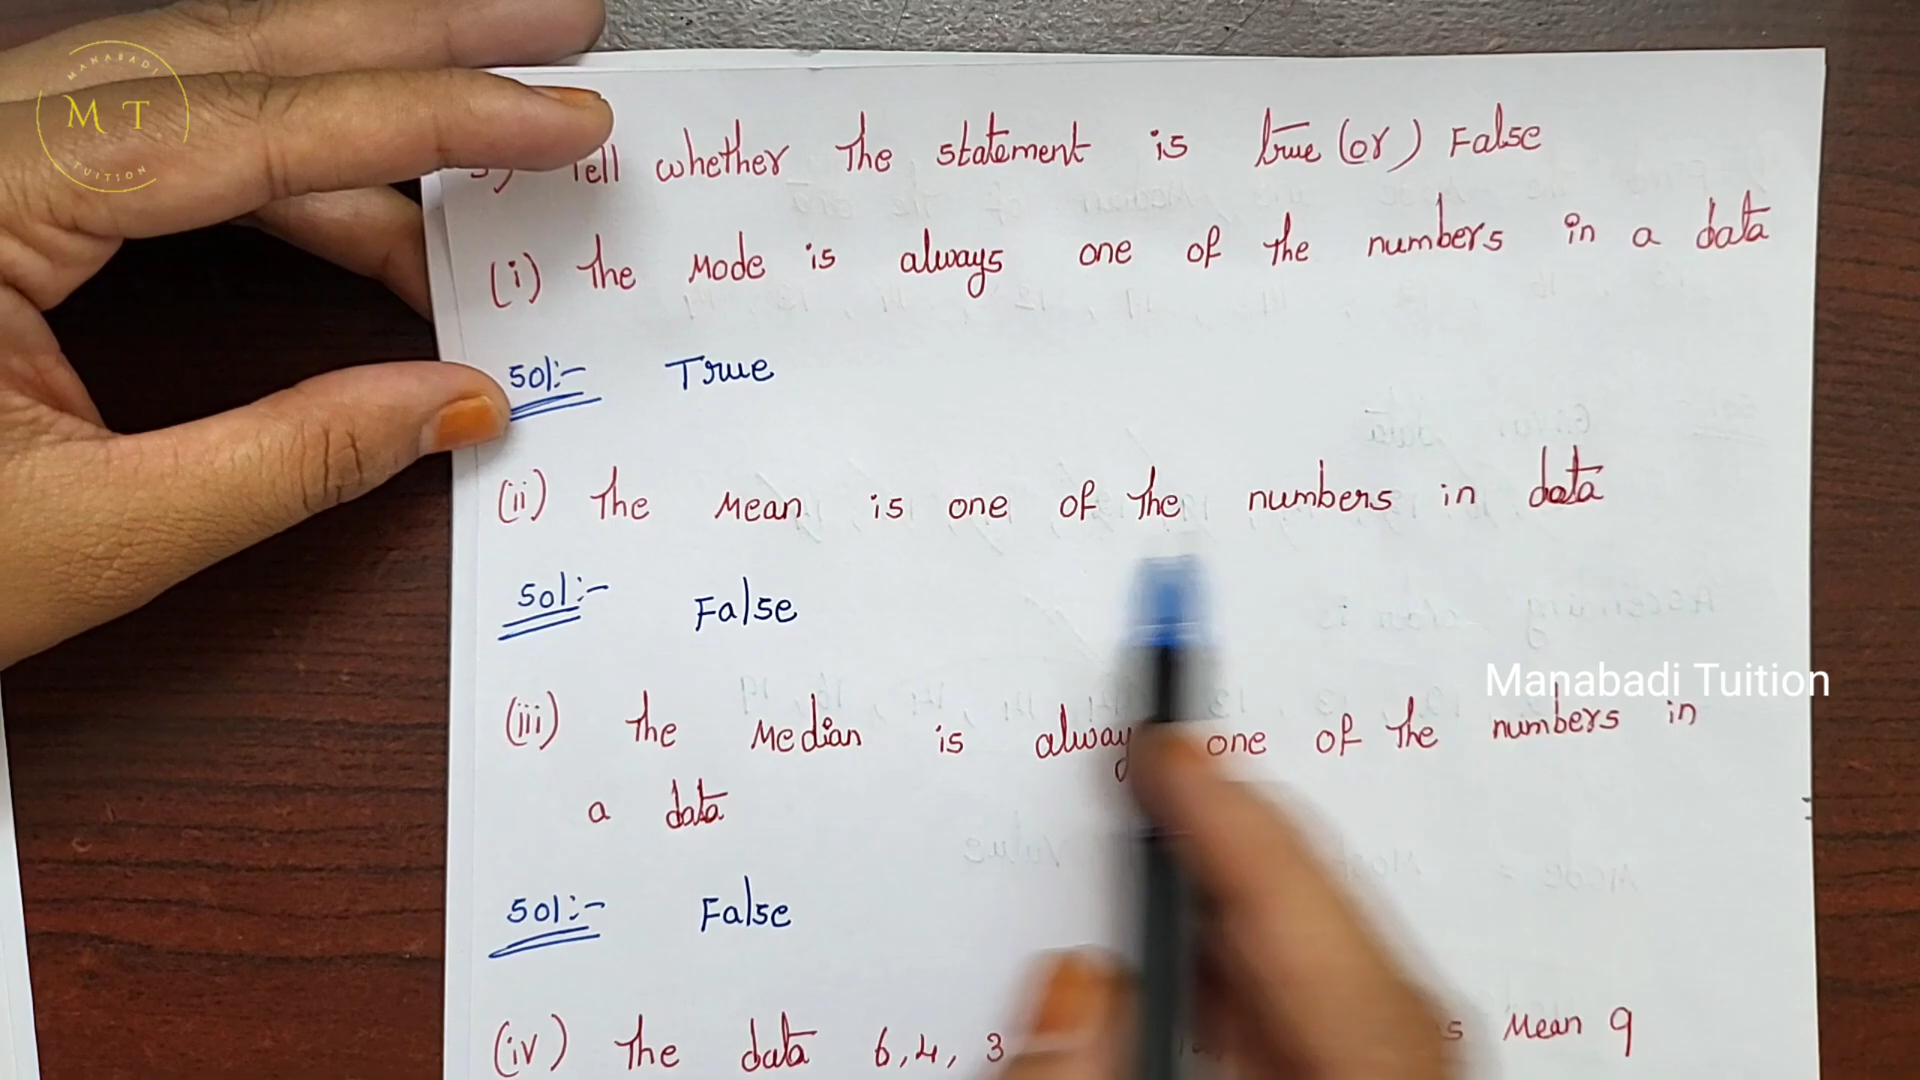 MANABADI
M T
TUITION
Tell whether the statement is true (or) False
(i) the Mode is always one of the numbers in a data
Sol:- True
(ii) the Mean is one of the numbers in data
Sol:- False
Manabadi Tuition
(iii) the Median is always one of the numbers in
a data
Sol:- False
(iv) the data 6, 4, 3 Mean 9